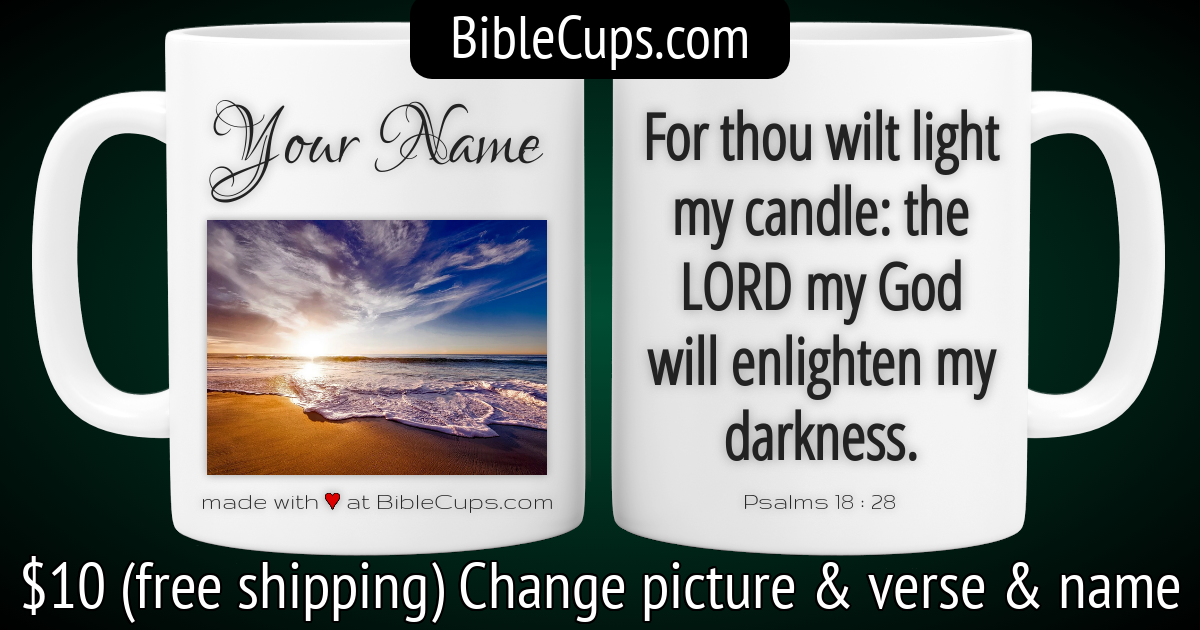 BibleCups.com
Your Name
made with ♥ at BibleCups.com
For thou wilt light
my candle: the
LORD my God
will enlighten my
darkness.
Psalms 18 : 28
$10 (free shipping) Change picture & verse & name